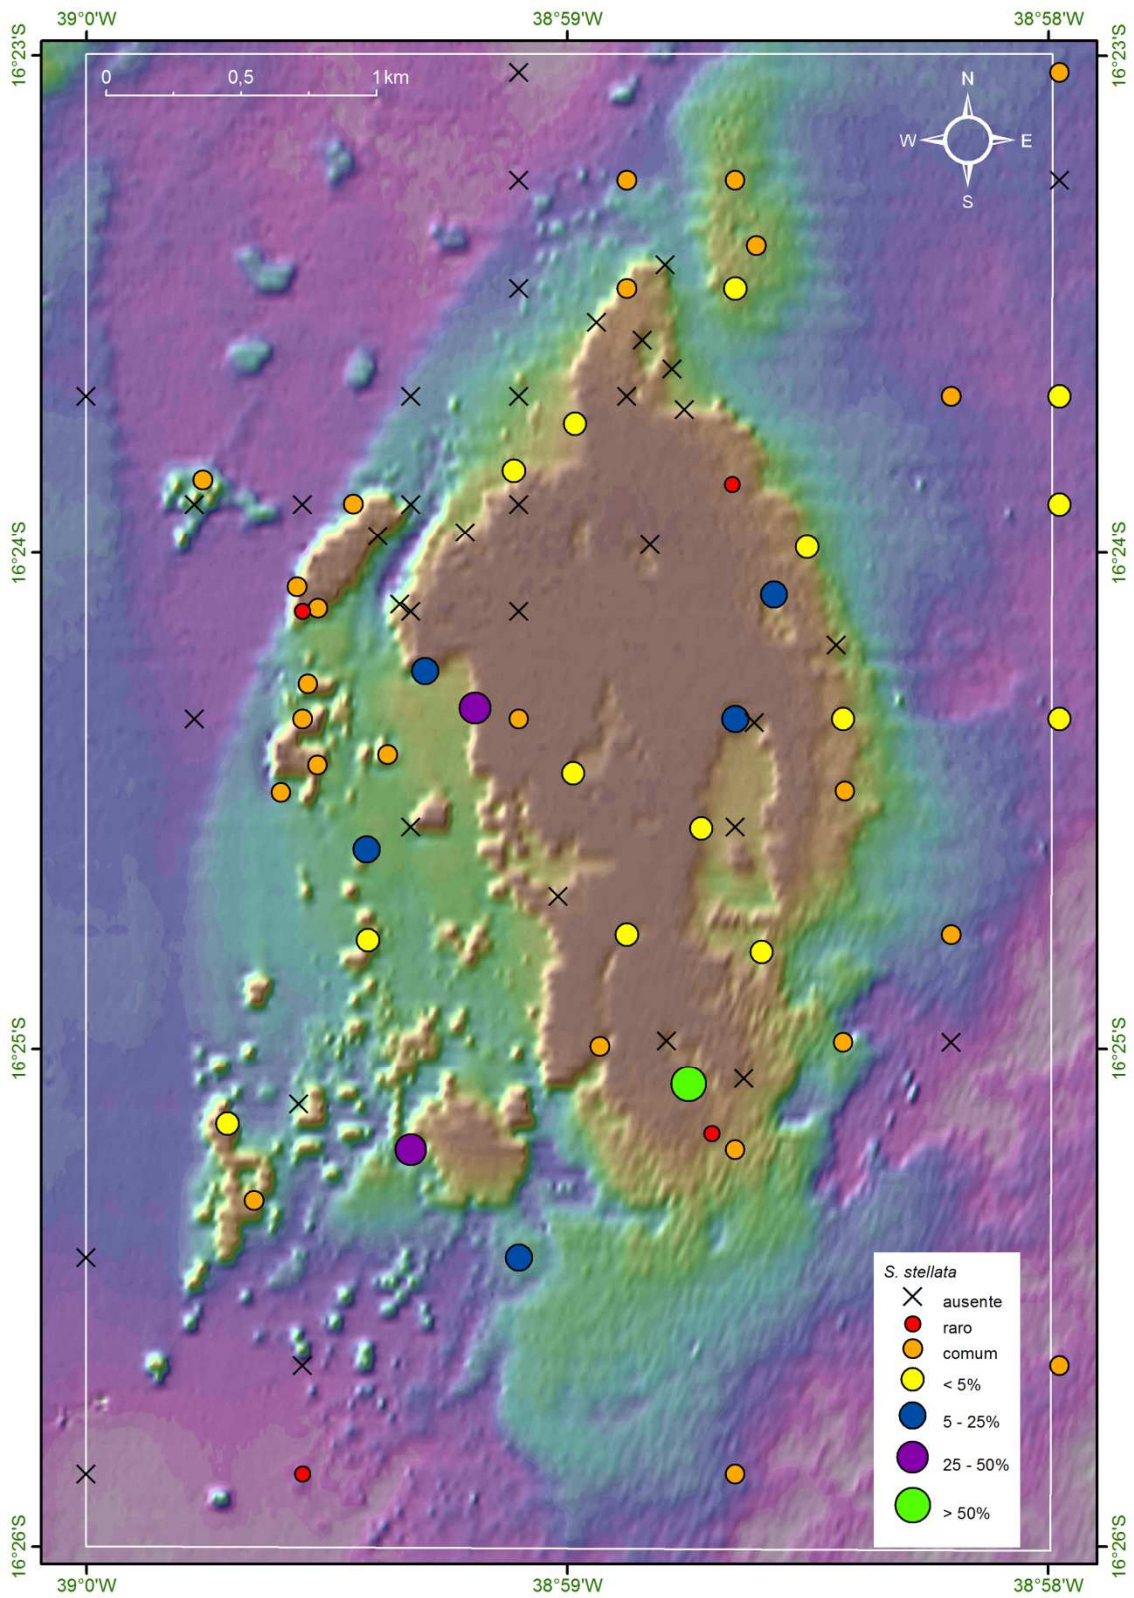 39°0'W 38°59'W 38°58'W
16°23'S 16°23'S
0 0,5 1 km
N
W E
S
16°24'S 16°24'S
16°25'S 16°25'S
S. stellata
ausente
raro
comum
< 5%
5 - 25%
25 - 50%
> 50%
16°26'S 16°26'S
39°0'W 38°59'W 38°58'W